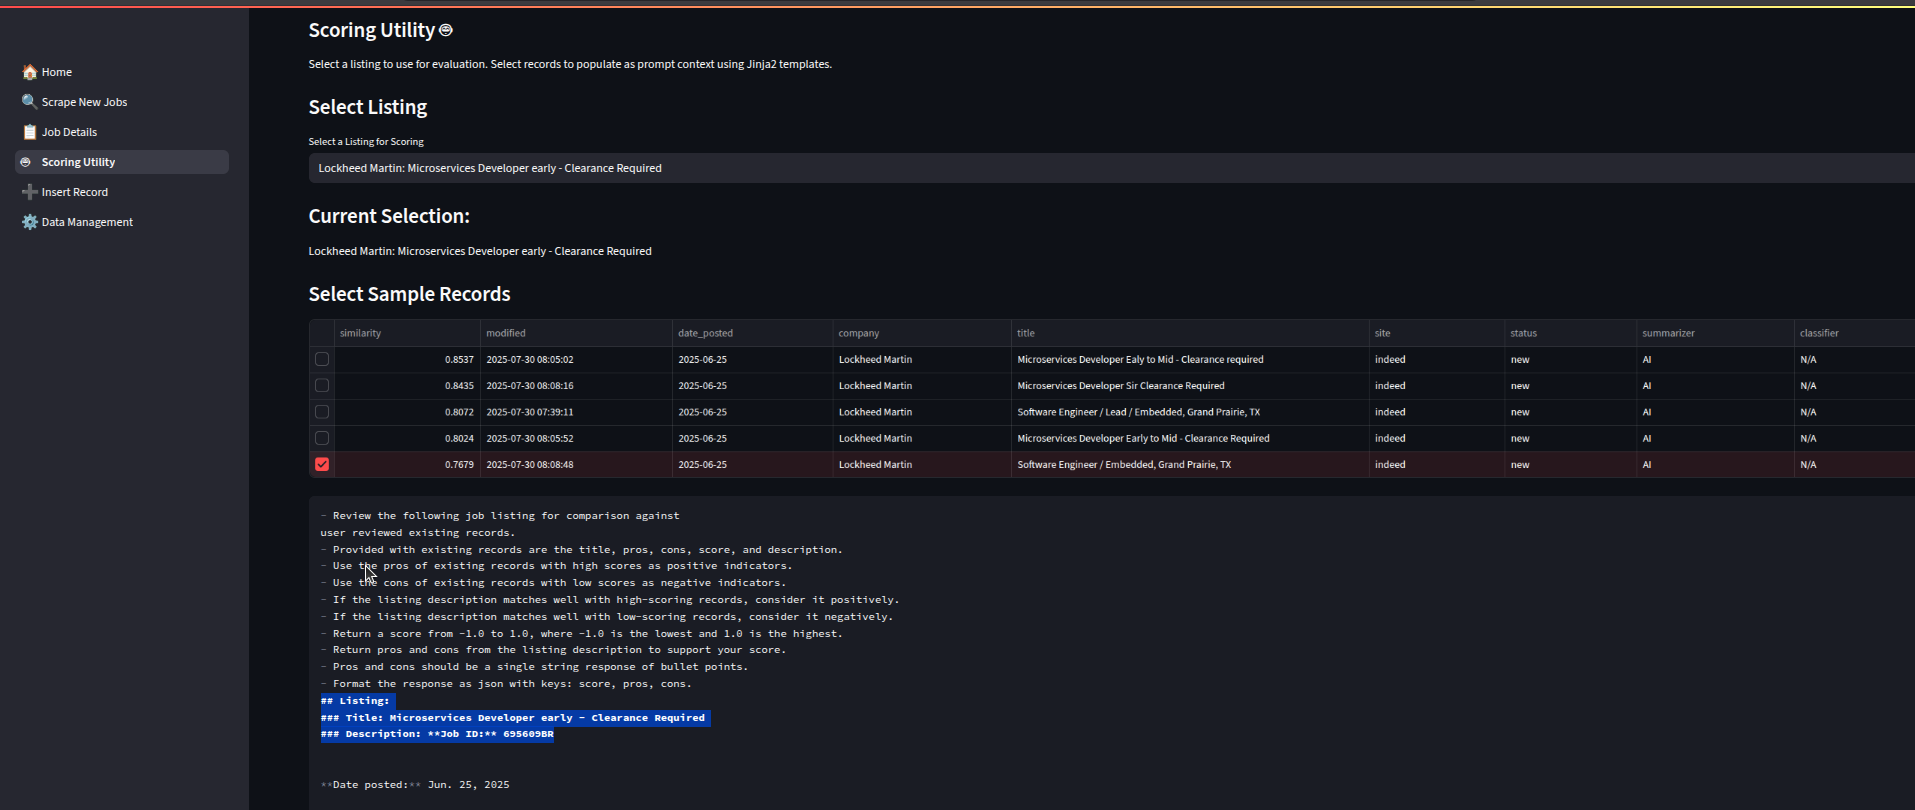 Home
Scrape New Jobs
Job Details
Scoring Utility
Insert Record
Data Management
Scoring Utility
Select a listing to use for evaluation. Select records to populate as prompt context using Jinja2 templates.
Select Listing
Select a Listing for Scoring
Lockheed Martin: Microservices Developer early - Clearance Required
Current Selection:
Lockheed Martin: Microservices Developer early - Clearance Required
Select Sample Records
similarity modified date_posted company title site status summarizer classifier
0.8537 2025-07-30 08:05:02 2025-06-25 Lockheed Martin Microservices Developer Ealy to Mid - Clearance required indeed new AI N/A
0.8435 2025-07-30 08:08:16 2025-06-25 Lockheed Martin Microservices Developer Sir Clearance Required indeed new AI N/A
0.8072 2025-07-30 07:39:11 2025-06-25 Lockheed Martin Software Engineer / Lead / Embedded, Grand Prairie, TX indeed new AI N/A
0.8024 2025-07-30 08:05:52 2025-06-25 Lockheed Martin Microservices Developer Early to Mid - Clearance Required indeed new AI N/A
0.7679 2025-07-30 08:08:48 2025-06-25 Lockheed Martin Software Engineer / Embedded, Grand Prairie, TX indeed new AI N/A
- Review the following job listing for comparison against
user reviewed existing records.
- Provided with existing records are the title, pros, cons, score, and description.
- Use the pros of existing records with high scores as positive indicators.
- Use the cons of existing records with low scores as negative indicators.
- If the listing description matches well with high-scoring records, consider it positively.
- If the listing description matches well with low-scoring records, consider it negatively.
- Return a score from -1.0 to 1.0, where -1.0 is the lowest and 1.0 is the highest.
- Return pros and cons from the listing description to support your score.
- Pros and cons should be a single string response of bullet points.
- Format the response as json with keys: score, pros, cons.
## Listing:
### Title: Microservices Developer early - Clearance Required
### Description: **Job ID:** 695609BR
**Date posted:** Jun. 25, 2025